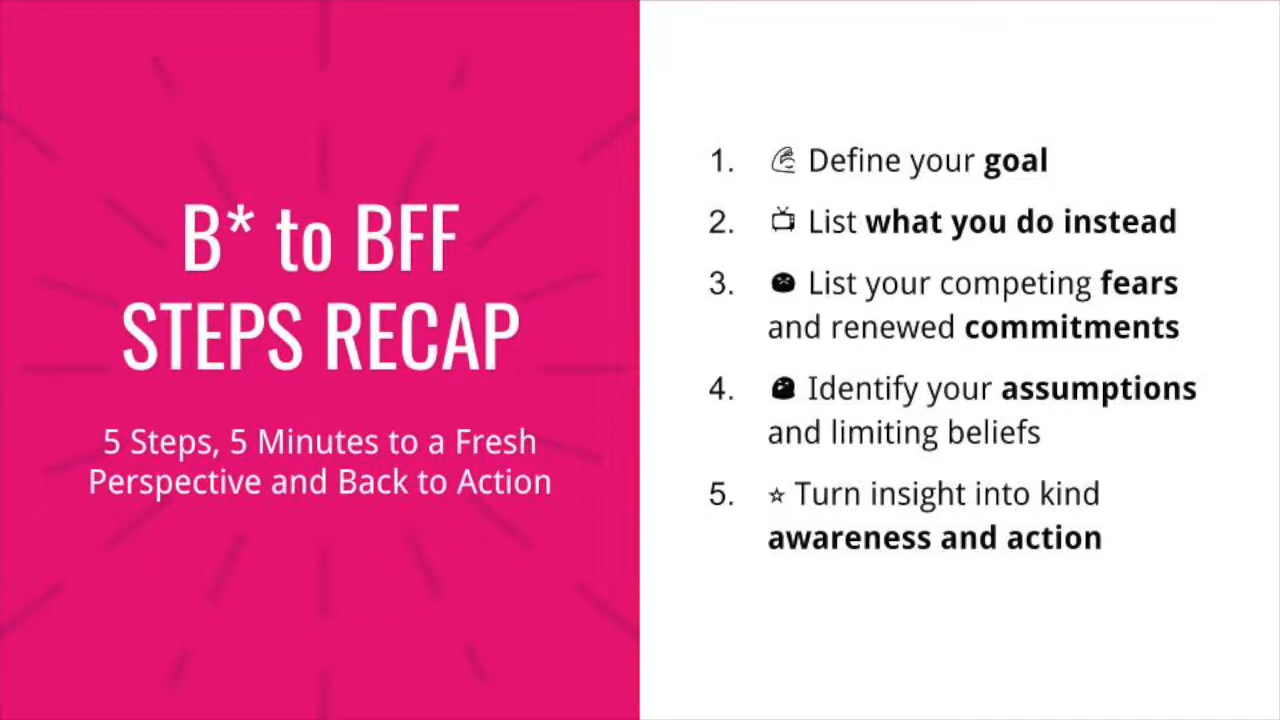 B* to BFF
STEPS RECAP
5 Steps, 5 Minutes to a Fresh
Perspective and Back to Action
1. 💪 Define your goal
2. 📺 List what you do instead
3. List your competing fears
and renewed commitments
4. Identify your assumptions
and limiting beliefs
5. ⭐ Turn insight into kind
awareness and action